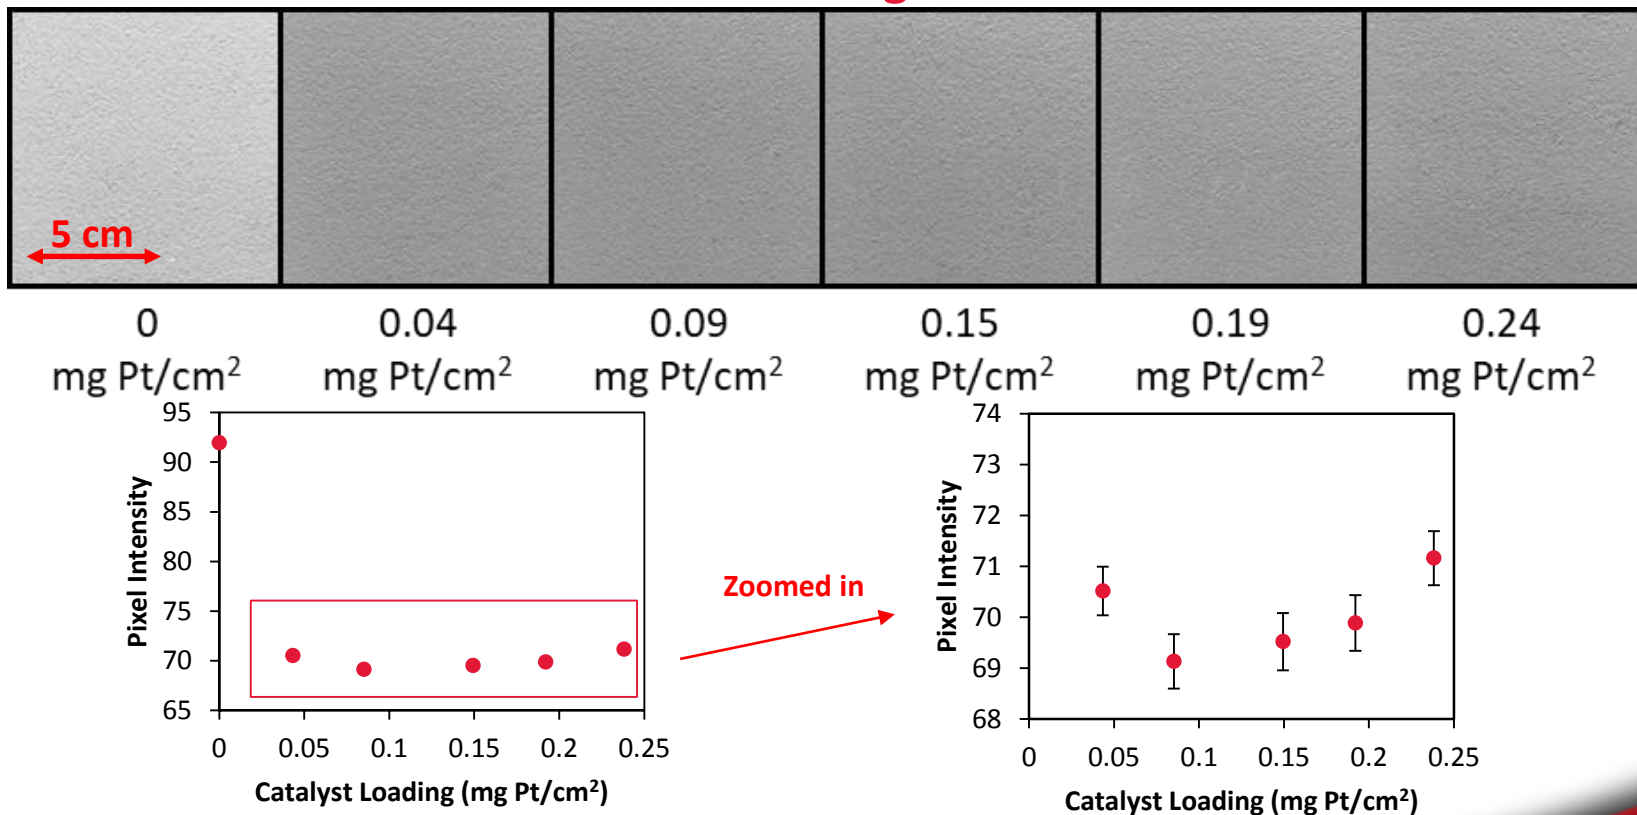 5 cm
0
mg Pt/cm²
0.04
mg Pt/cm²
0.09
mg Pt/cm²
0.15
mg Pt/cm²
0.19
mg Pt/cm²
0.24
mg Pt/cm²
95
90
85
80
75
70
65
Pixel Intensity
0 0.05 0.1 0.15 0.2 0.25
Catalyst Loading (mg Pt/cm²)
Zoomed in
74
73
72
71
70
69
68
Pixel Intensity
0 0.05 0.1 0.15 0.2 0.25
Catalyst Loading (mg Pt/cm²)